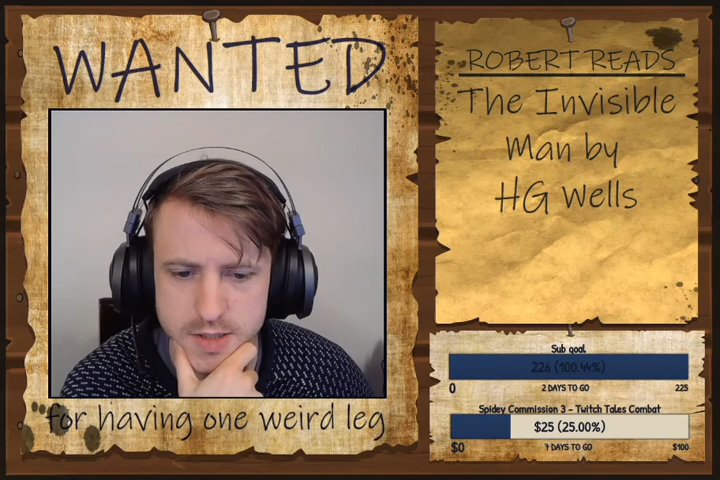 WANTED
for having one weird leg
ROBERT READS
The Invisible
Man by
HG Wells
Sub goal
226 (100.44%)
0 2 DAYS TO GO 225
Spidey Commission 3 - Twitch Tales Combat
$25 (25.00%)
$0 7 DAYS TO GO $100